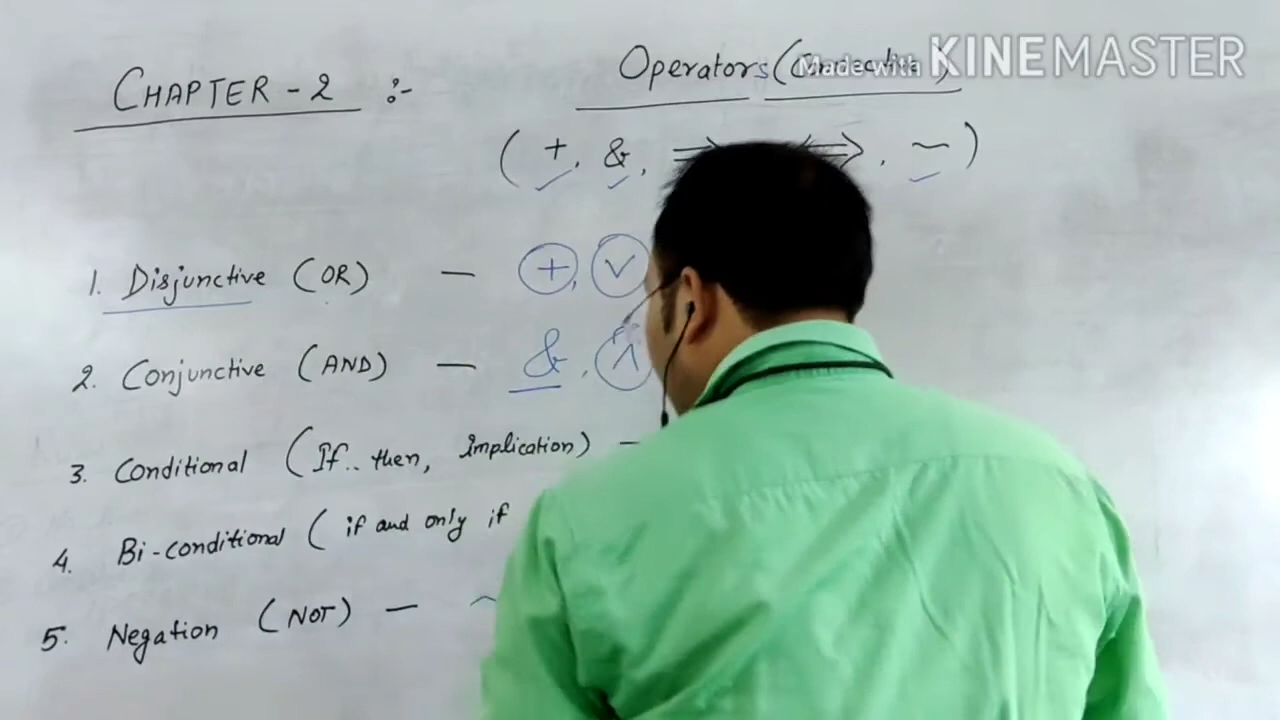 CHAPTER - 2 :- Operators (Connective)
Made with KINEMASTER
( +, &, ⇒ ⇔, ~ )
1. Disjunctive (OR) — +, ∨
2. Conjunctive (AND) — &, ∧
3. Conditional (If.. then, Implication) —
4. Bi-conditional ( if and only if
5. Negation (NOT) — ~